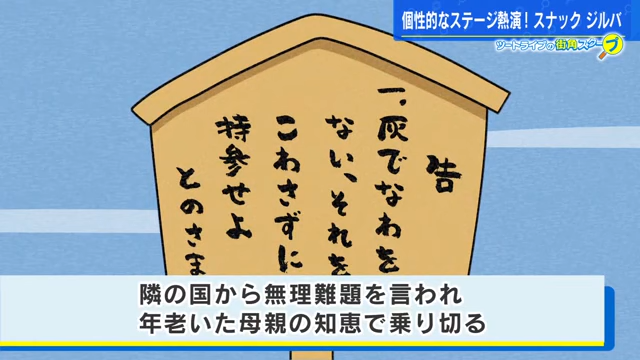 個性的なステージ熱演！スナック ジルバ
ツートライブの街角スクープ
告
一、灰でなわを
ない、それを
こわさずに
持参せよ
とのさま
隣の国から無理難題を言われ
年老いた母親の知恵で乗り切る